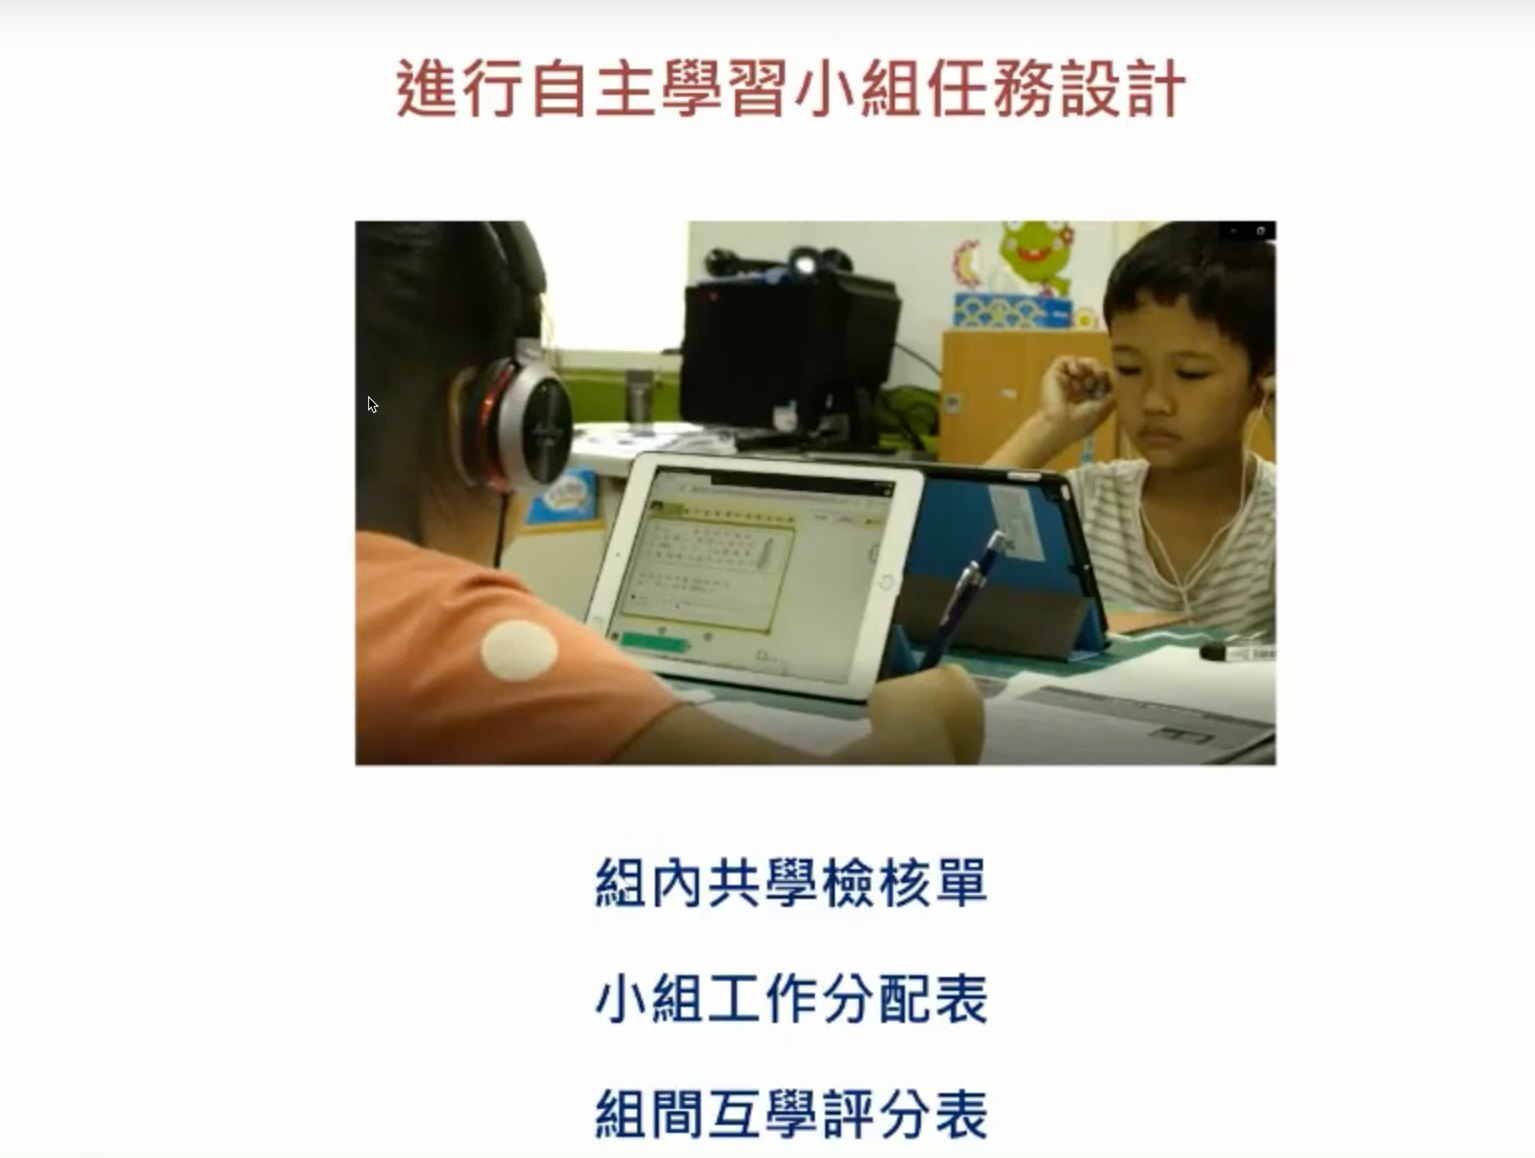 進行自主學習小組任務設計
組內共學檢核單
小組工作分配表
組間互學評分表